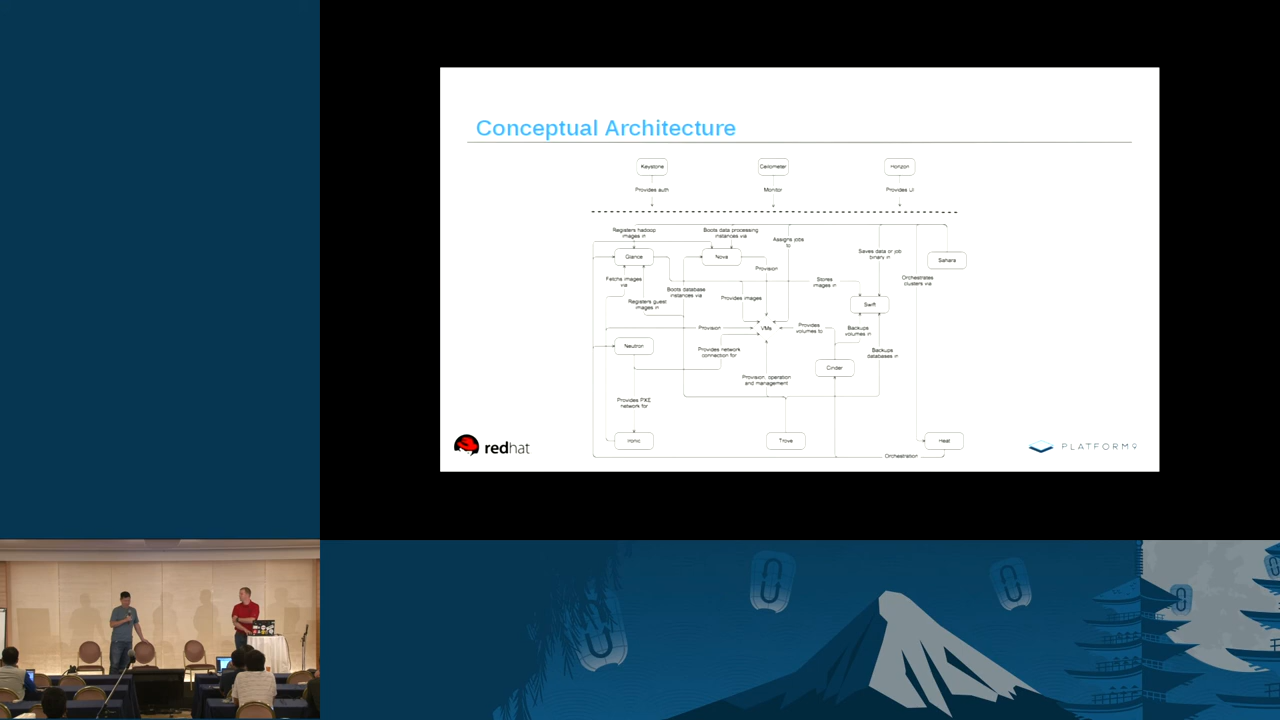 Conceptual Architecture
Keystone
Ceilometer
Horizon
Provides auth
Monitor
Provides UI
Registers hadoop
images in
Boots data processing
instances via
Assigns jobs
to
Saves data or job
binary in
Glance
Nova
Sahara
Provision
Fetchs images
via
Stores
images in
Orchestrates
clusters via
Boots database
instances via
Registers guest
images in
Provides images
Swift
Provision
VMs
Provides
volumes to
Backups
volumes in
Neutron
Provides network
connection for
Backups
databases in
Cinder
Provision, operation
and management
Provides PXE
network for
Ironic
Trove
Heat
Orchestration
redhat
PLATFORM9